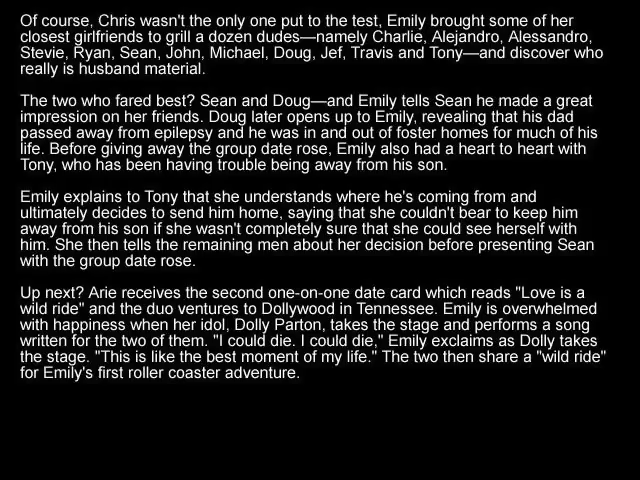 Of course, Chris wasn't the only one put to the test, Emily brought some of her
closest girlfriends to grill a dozen dudes—namely Charlie, Alejandro, Alessandro,
Stevie, Ryan, Sean, John, Michael, Doug, Jef, Travis and Tony—and discover who
really is husband material.

The two who fared best? Sean and Doug—and Emily tells Sean he made a great
impression on her friends. Doug later opens up to Emily, revealing that his dad
passed away from epilepsy and he was in and out of foster homes for much of his
life. Before giving away the group date rose, Emily also had a heart to heart with
Tony, who has been having trouble being away from his son.

Emily explains to Tony that she understands where he's coming from and
ultimately decides to send him home, saying that she couldn't bear to keep him
away from his son if she wasn't completely sure that she could see herself with
him. She then tells the remaining men about her decision before presenting Sean
with the group date rose.

Up next? Arie receives the second one-on-one date card which reads "Love is a
wild ride" and the duo ventures to Dollywood in Tennessee. Emily is overwhelmed
with happiness when her idol, Dolly Parton, takes the stage and performs a song
written for the two of them. "I could die. I could die," Emily exclaims as Dolly takes
the stage. "This is like the best moment of my life." The two then share a "wild ride"
for Emily's first roller coaster adventure.